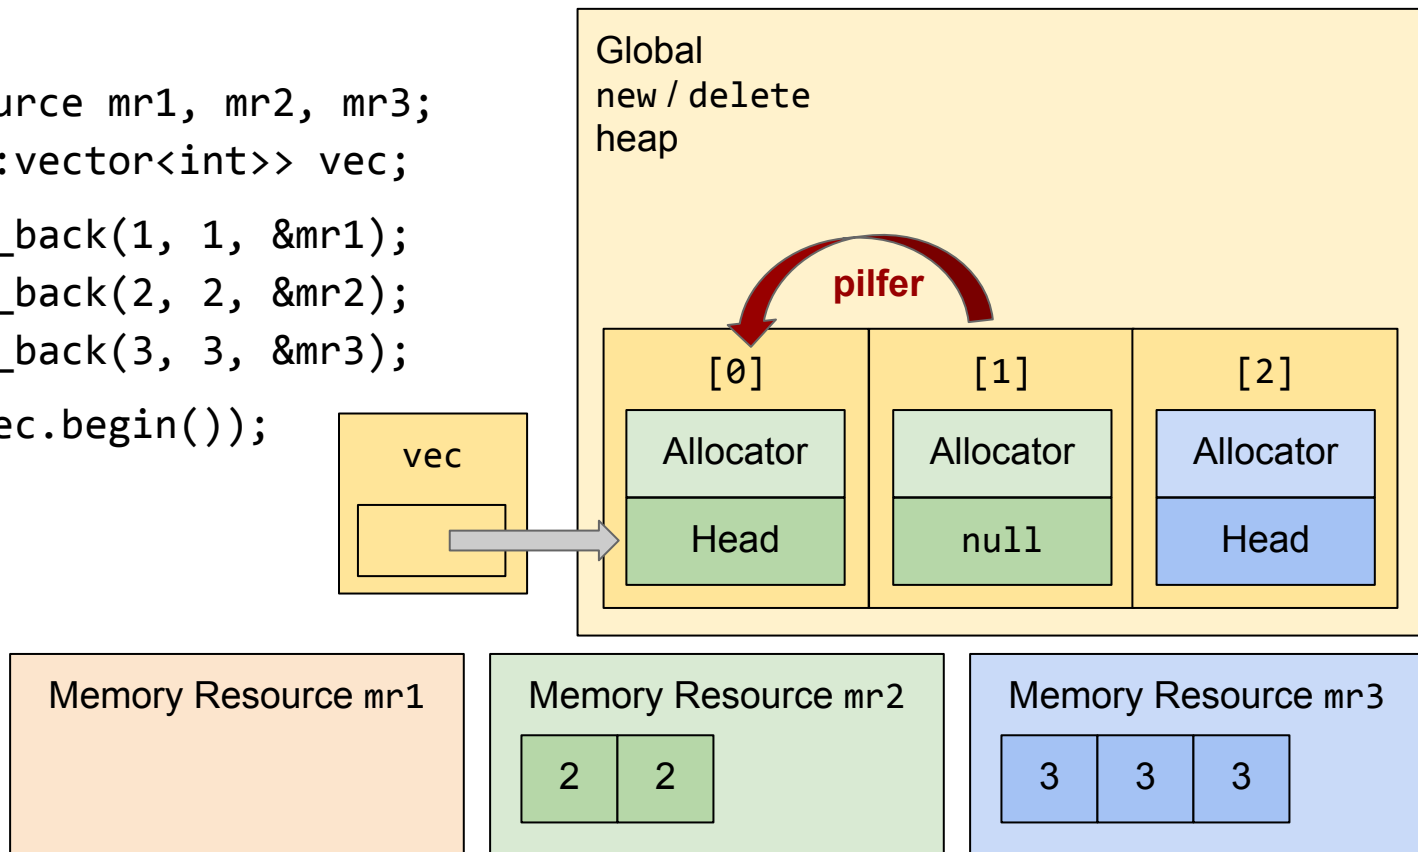 urce mr1, mr2, mr3;
:vector<int>> vec;
_back(1, 1, &mr1);
_back(2, 2, &mr2);
_back(3, 3, &mr3);
ec.begin());
vec
Global
new / delete
heap
pilfer
[0] [1] [2]
Allocator Allocator Allocator
Head null Head
Memory Resource mr1
Memory Resource mr2
2 2
Memory Resource mr3
3 3 3